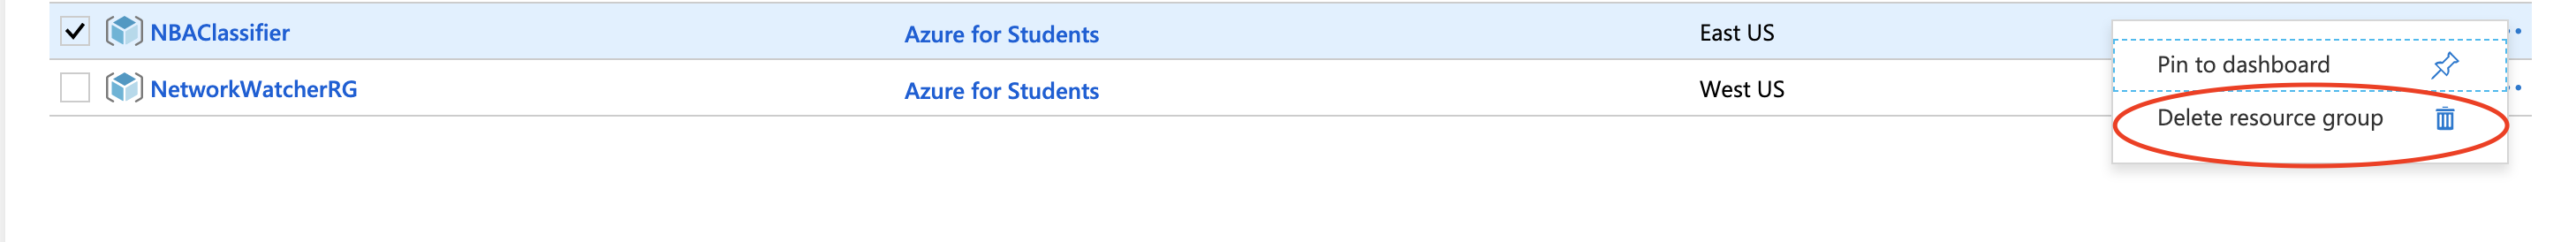 NBAClassifier Azure for Students East US
Pin to dashboard
NetworkWatcherRG Azure for Students West US
Delete resource group